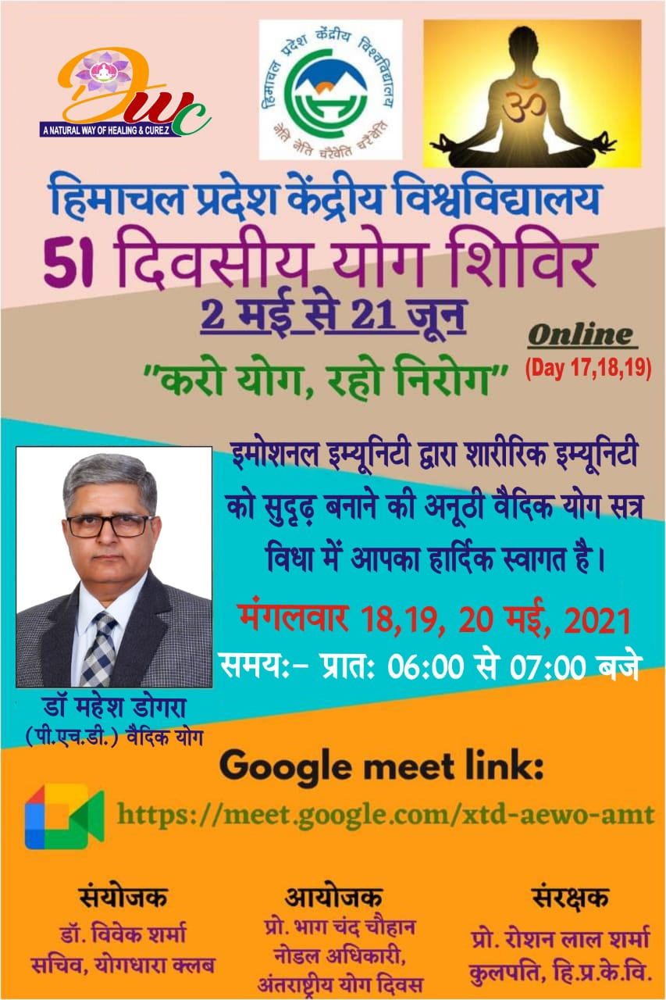 Dwc
A NATURAL WAY OF HEALING & CURE.Z
हिमाचल प्रदेश केंद्रीय विश्वविद्यालय
नेति नेति चरैवेति चरैवेति
ॐ
हिमाचल प्रदेश केंद्रीय विश्वविद्यालय
51 दिवसीय योग शिविर
2 मई से 21 जून
Online
(Day 17,18,19)
"करो योग, रहो निरोग"
इमोशनल इम्यूनिटी द्वारा शारीरिक इम्यूनिटी
को सुदृढ़ बनाने की अनूठी वैदिक योग सत्र
विधा में आपका हार्दिक स्वागत है।
मंगलवार 18,19, 20 मई, 2021
समय:- प्रात: 06:00 से 07:00 बजे
डॉ महेश डोगरा
(पी.एच.डी.) वैदिक योग
Google meet link:
https://meet.google.com/xtd-aewo-amt
संयोजक
डॉ. विवेक शर्मा
सचिव, योगधारा क्लब
आयोजक
प्रो. भाग चंद चौहान
नोडल अधिकारी,
अंतराष्ट्रीय योग दिवस
संरक्षक
प्रो. रोशन लाल शर्मा
कुलपति, हि.प्र.के.वि.